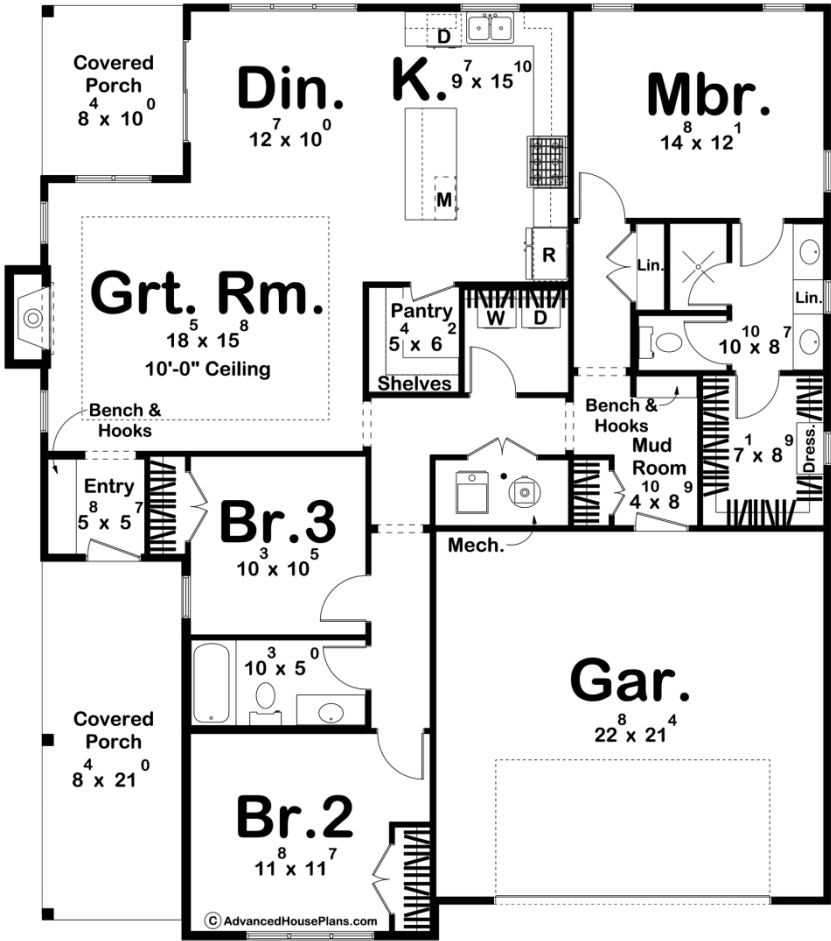 Covered
Porch
8⁴ x 10⁰
Din.
12⁷ x 10⁰
D
K.
9⁷ x 15¹⁰
M
R
Mbr.
14⁸ x 12¹
Grt. Rm.
18⁵ x 15⁸
10'-0" Ceiling
Pantry
5⁴ x 6²
Shelves
W
D
Lin.
Lin.
10¹⁰ x 8⁷
Bench &
Hooks
Bench &
Hooks
Mud
Room
4¹⁰ x 8⁹
7¹ x 8⁹
Dress.
Entry
5⁸ x 5⁷
Br.3
10³ x 10⁵
Mech.
10³ x 5⁰
Gar.
22⁸ x 21⁴
Covered
Porch
8⁴ x 21⁰
Br.2
11⁸ x 11⁷
© AdvancedHousePlans.com